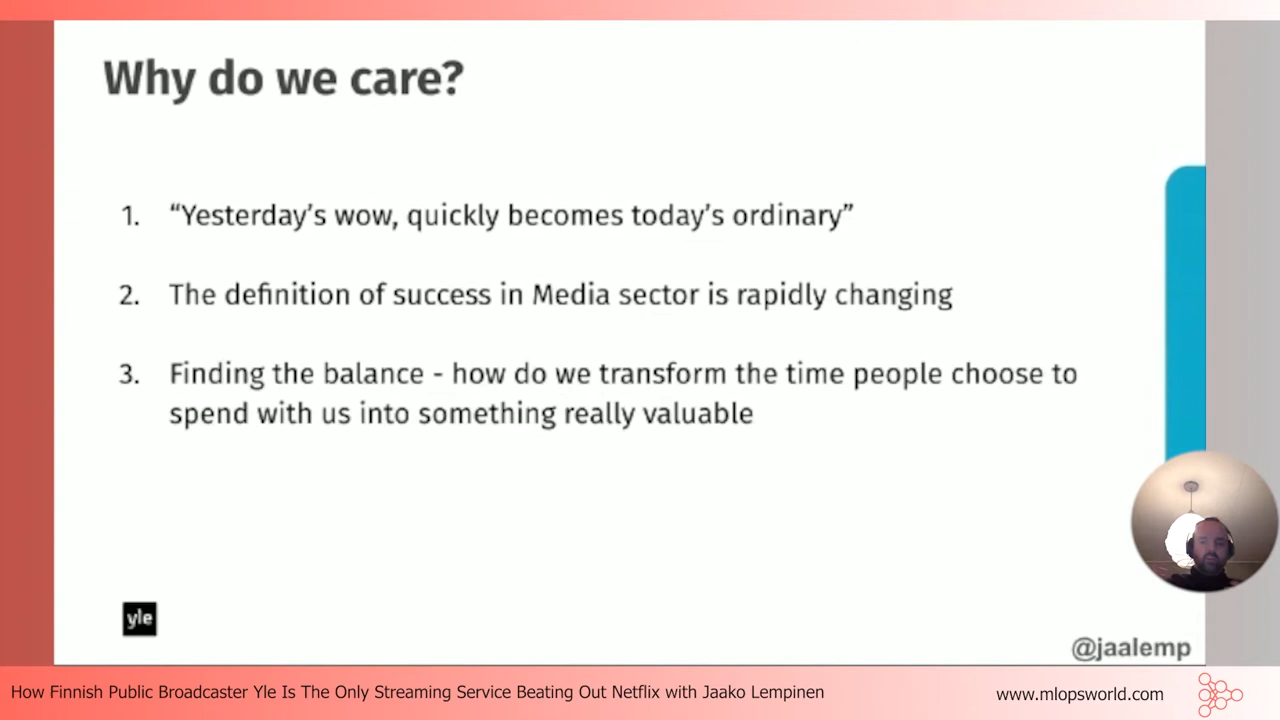 Why do we care?
1. “Yesterday’s wow, quickly becomes today’s ordinary”
2. The definition of success in Media sector is rapidly changing
3. Finding the balance - how do we transform the time people choose to
spend with us into something really valuable
yle
@jaalemp
How Finnish Public Broadcaster Yle Is The Only Streaming Service Beating Out Netflix with Jaako Lempinen
www.mlopsworld.com